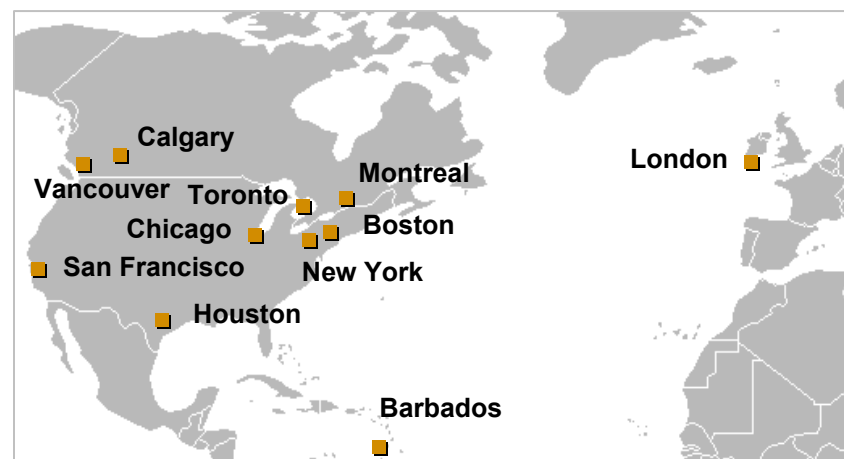 Calgary
London
Montreal
Vancouver
Toronto
Chicago
Boston
San Francisco
New York
Houston
Barbados